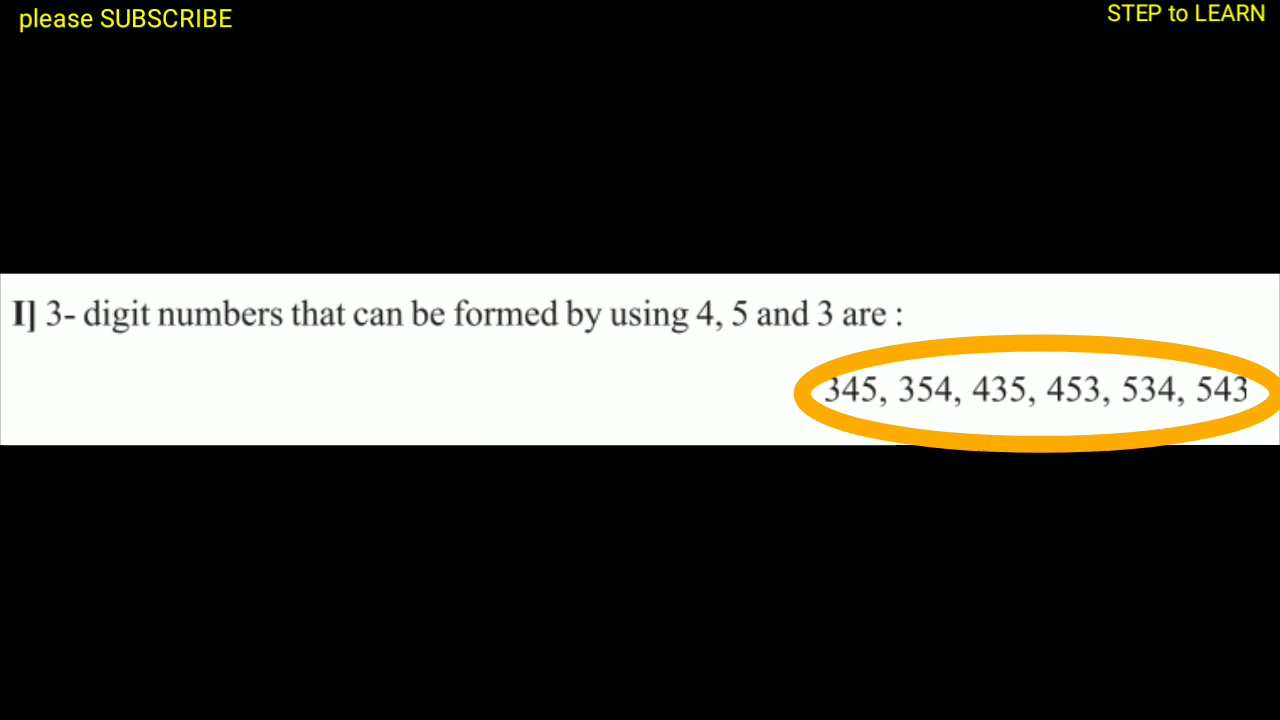 please SUBSCRIBE
STEP to LEARN
I] 3- digit numbers that can be formed by using 4, 5 and 3 are :
345, 354, 435, 453, 534, 543